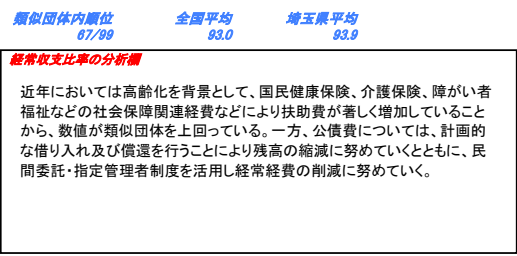 類似団体内順位 全国平均 埼玉県平均
67/99 93.0 93.9
経常収支比率の分析欄
近年においては高齢化を背景として、国民健康保険、介護保険、障がい者
福祉などの社会保障関連経費などにより扶助費が著しく増加していること
から、数値が類似団体を上回っている。一方、公債費については、計画的
な借り入れ及び償還を行うことにより残高の縮減に努めていくとともに、民
間委託・指定管理者制度を活用し経常経費の削減に努めていく。